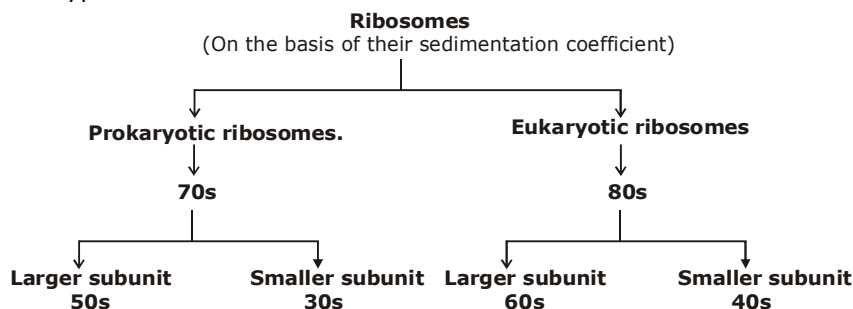 Ribosomes
(On the basis of their sedimentation coefficient)
Prokaryotic ribosomes.
Eukaryotic ribosomes
70s
80s
Larger subunit
50s
Smaller subunit
30s
Larger subunit
60s
Smaller subunit
40s